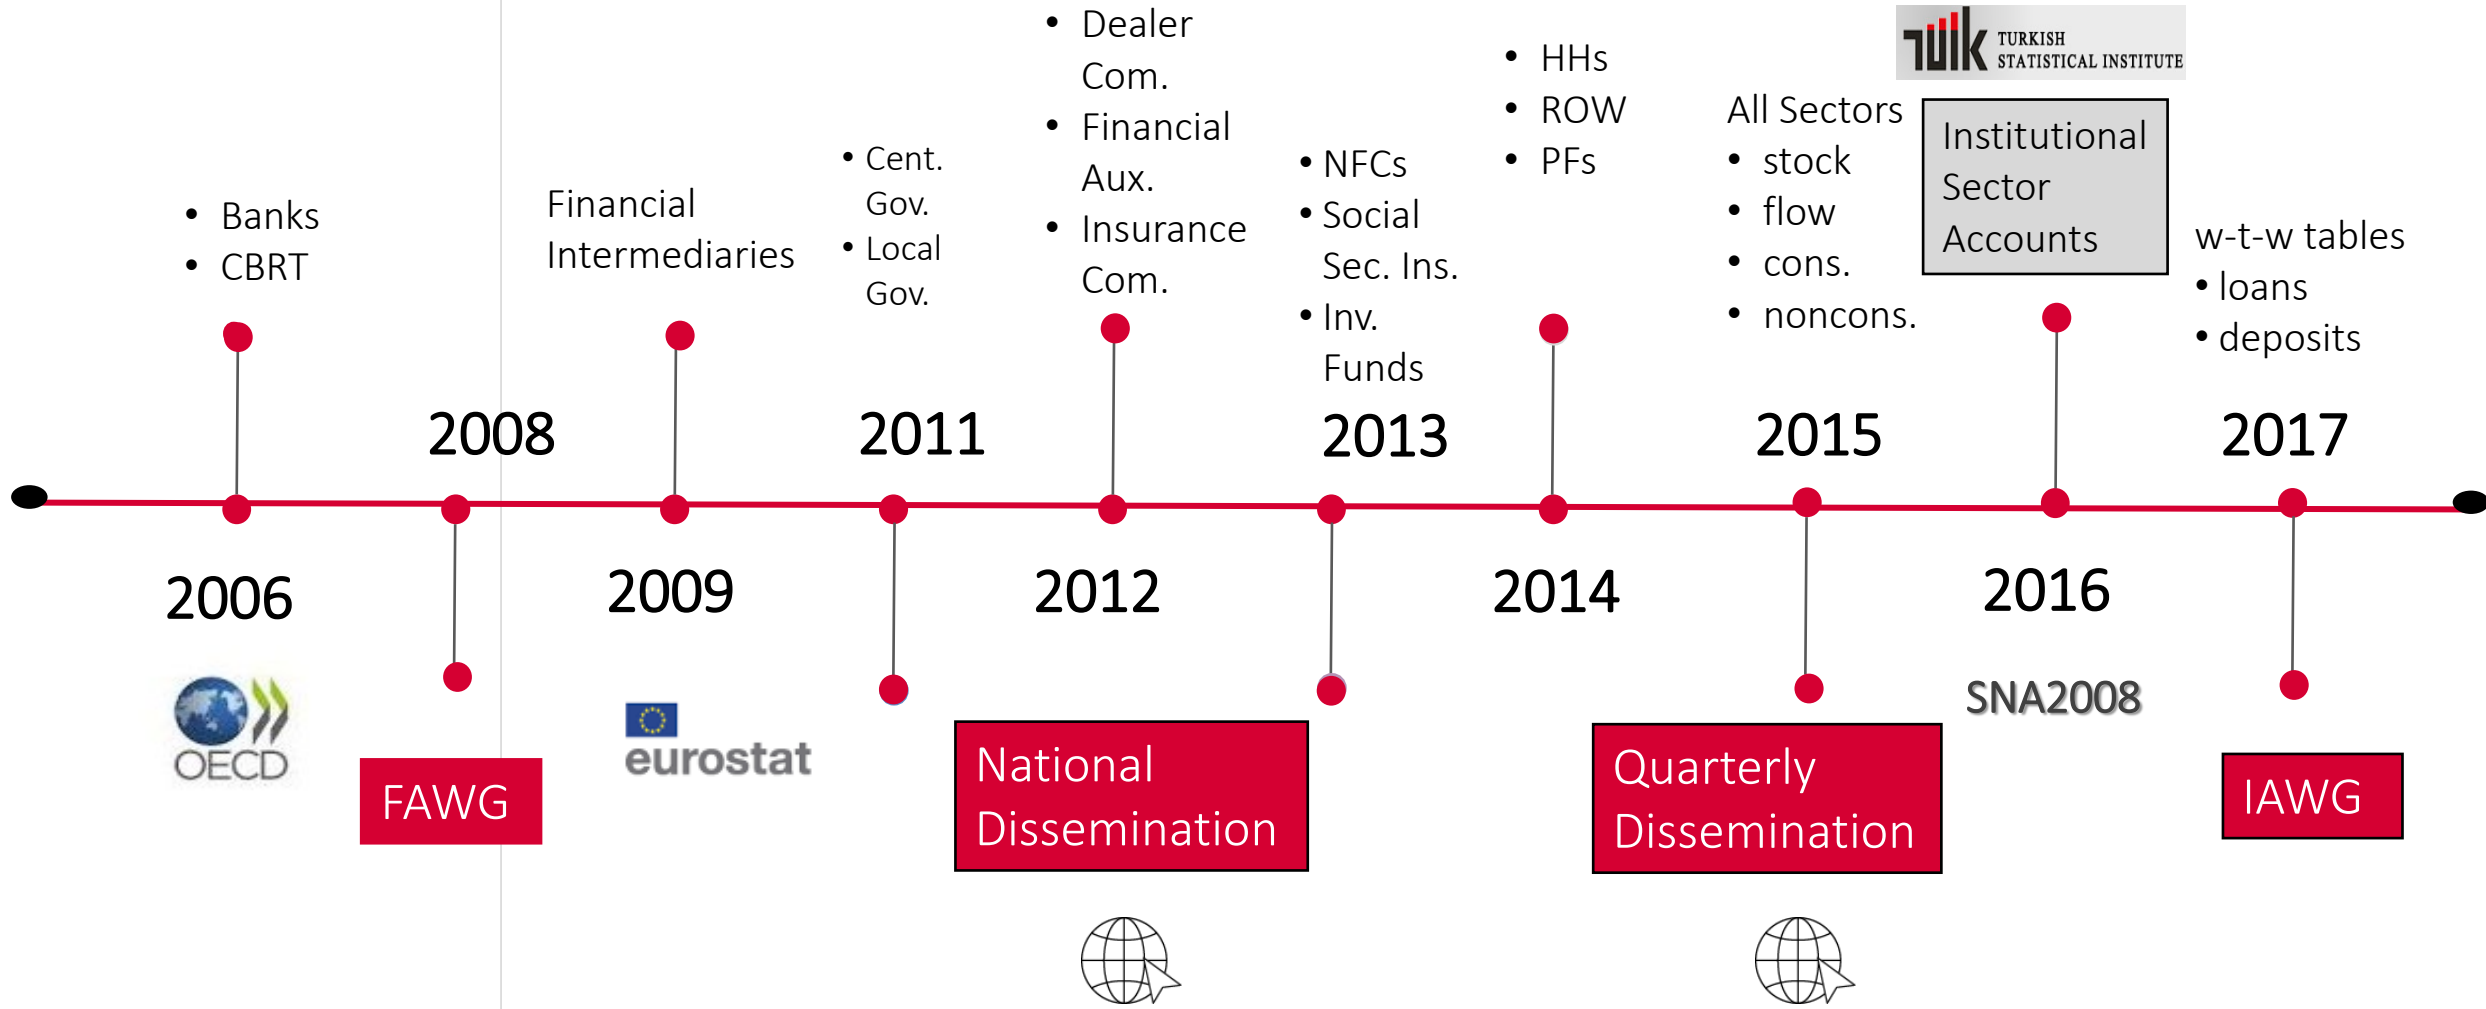 • Banks
• CBRT
2006
OECD
2008
FAWG
Financial
Intermediaries
2009
eurostat
• Cent.
Gov.
• Local
Gov.
2011
• Dealer
Com.
• Financial
Aux.
• Insurance
Com.
2012
National
Dissemination
• NFCs
• Social
Sec. Ins.
• Inv.
Funds
2013
• HHs
• ROW
• PFs
2014
All Sectors
• stock
• flow
• cons.
• noncons.
2015
Quarterly
Dissemination
TUIK
TURKISH
STATISTICAL INSTITUTE
Institutional
Sector
Accounts
2016
SNA2008
w-t-w tables
• loans
• deposits
2017
IAWG